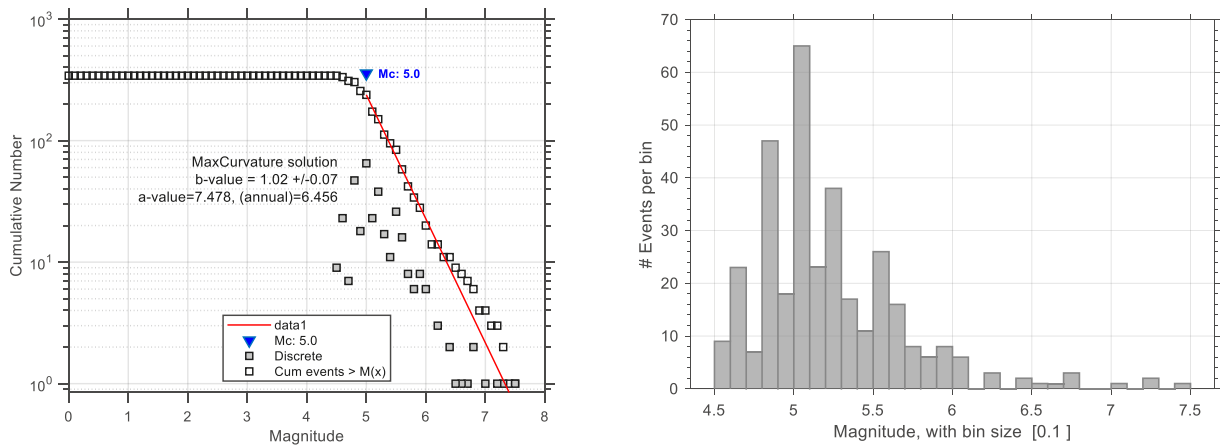 10^3
10^2
10^1
10^0
Cumulative Number
Mc: 5.0
MaxCurvature solution
b-value = 1.02 +/-0.07
a-value=7.478, (annual)=6.456
data1
Mc: 5.0
Discrete
Cum events > M(x)
0 1 2 3 4 5 6 7 8
Magnitude
70
60
50
40
30
20
10
0
# Events per bin
4.5 5 5.5 6 6.5 7 7.5
Magnitude, with bin size [0.1 ]